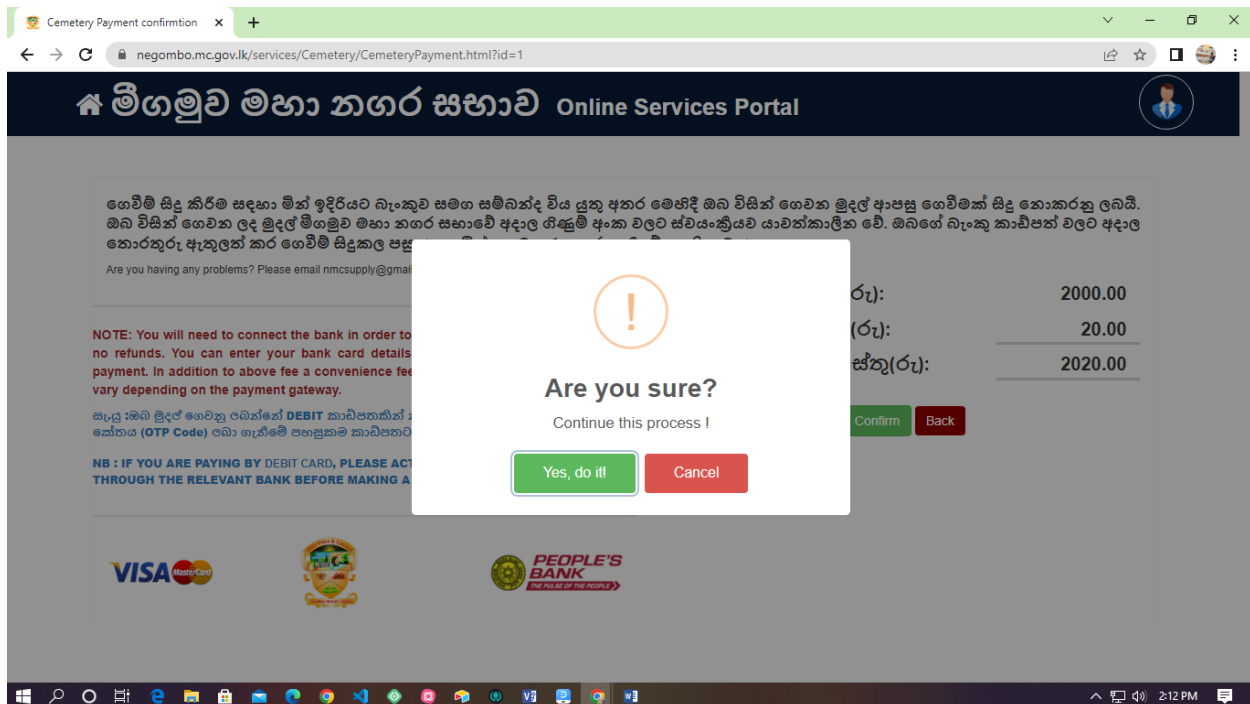 Cemetery Payment confirmtion
negombo.mc.gov.lk/services/Cemetery/CemeteryPayment.html?id=1
මීගමුව මහා නගර සභාව Online Services Portal
ගෙවීම් සිදු කිරීම සඳහා මින් ඉදිරියට බැංකුව සමග සම්බන්ද විය යුතු අතර මෙහිදී ඔබ විසින් ගෙවන මුදල් ආපසු ගෙවීමක් සිදු නොකරනු ලබයි.
ඔබ විසින් ගෙවන ලද මුදල් මීගමුව මහා නගර සභාවේ අදාල ගිණුම් අංක වලට ස්වයංක්‍රීයව යාවත්කාලීන වේ. ඔබගේ බැංකු කාඩ්පත් වලට අදාල
තොරතුරු ඇතුලත් කර ගෙවීම් සිදුකල පසු
Are you having any problems? Please email nmcsupply@gmai
රු): 2000.00
NOTE: You will need to connect the bank in order to
(රු): 20.00
no refunds. You can enter your bank card details
payment. In addition to above fee a convenience fee
ස්තු(රු): 2020.00
vary depending on the payment gateway.
Are you sure?
Continue this process !
Yes, do it! Cancel
සැ.යු :ඔබ මුදල් ගෙවනු ලබන්නේ DEBIT කාඩ්පතකින්
කේතය (OTP Code) ලබා ගැනීමේ පහසුකම කාඩ්පතට
Confirm Back
NB : IF YOU ARE PAYING BY DEBIT CARD, PLEASE ACT
THROUGH THE RELEVANT BANK BEFORE MAKING A
VISA MasterCard
PEOPLE'S
BANK
THE PULSE OF THE PEOPLE
2:12 PM